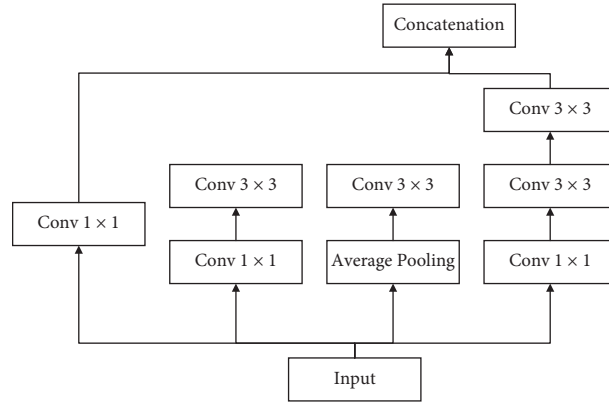 Concatenation
Conv 3 × 3
Conv 3 × 3
Conv 3 × 3
Conv 3 × 3
Conv 1 × 1
Conv 1 × 1
Average Pooling
Conv 1 × 1
Input